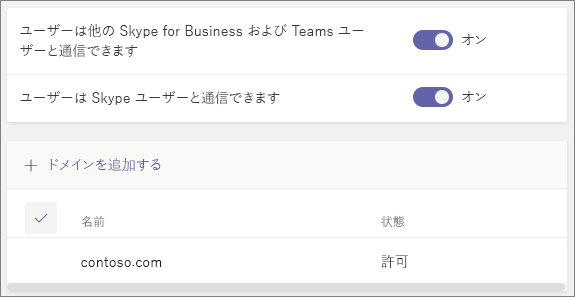 ユーザーは他の Skype for Business および Teams ユー
ザーと通信できます
オン
ユーザーは Skype ユーザーと通信できます
オン
+ ドメインを追加する
名前 状態
contoso.com 許可